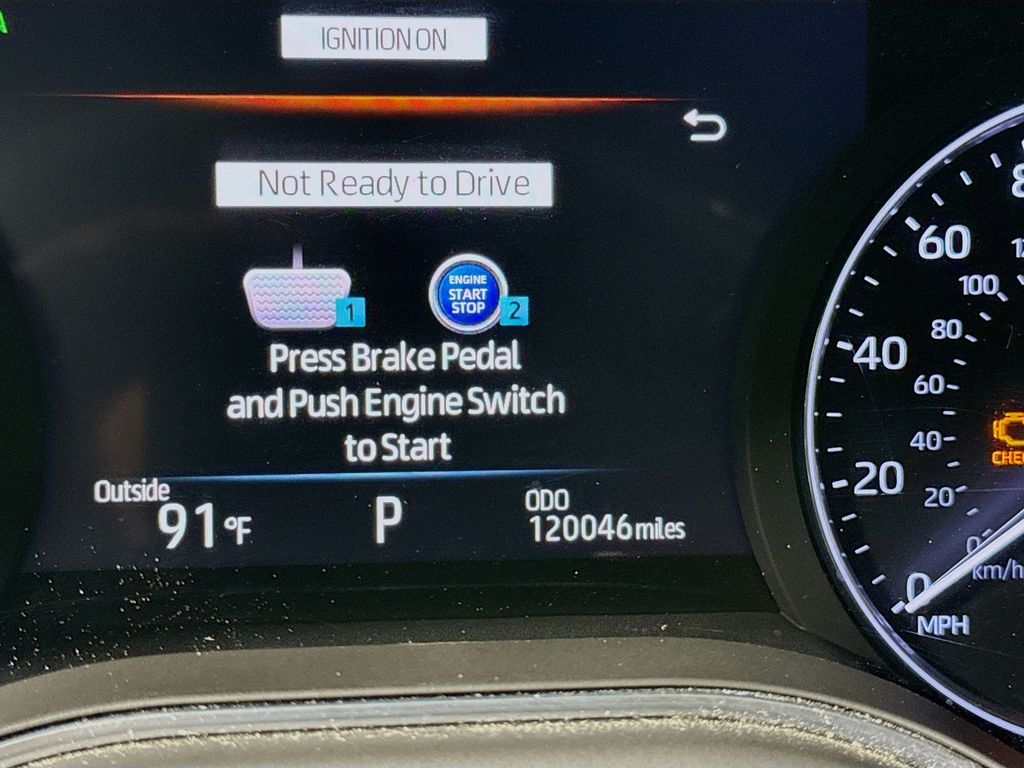 IGNITION ON
Not Ready to Drive
ENGINE
START
STOP
1
2
Press Brake Pedal
and Push Engine Switch
to Start
Outside
91°F
P
ODO
120046 miles
60
40
20
0
MPH
100
80
60
40
20
0
km/h